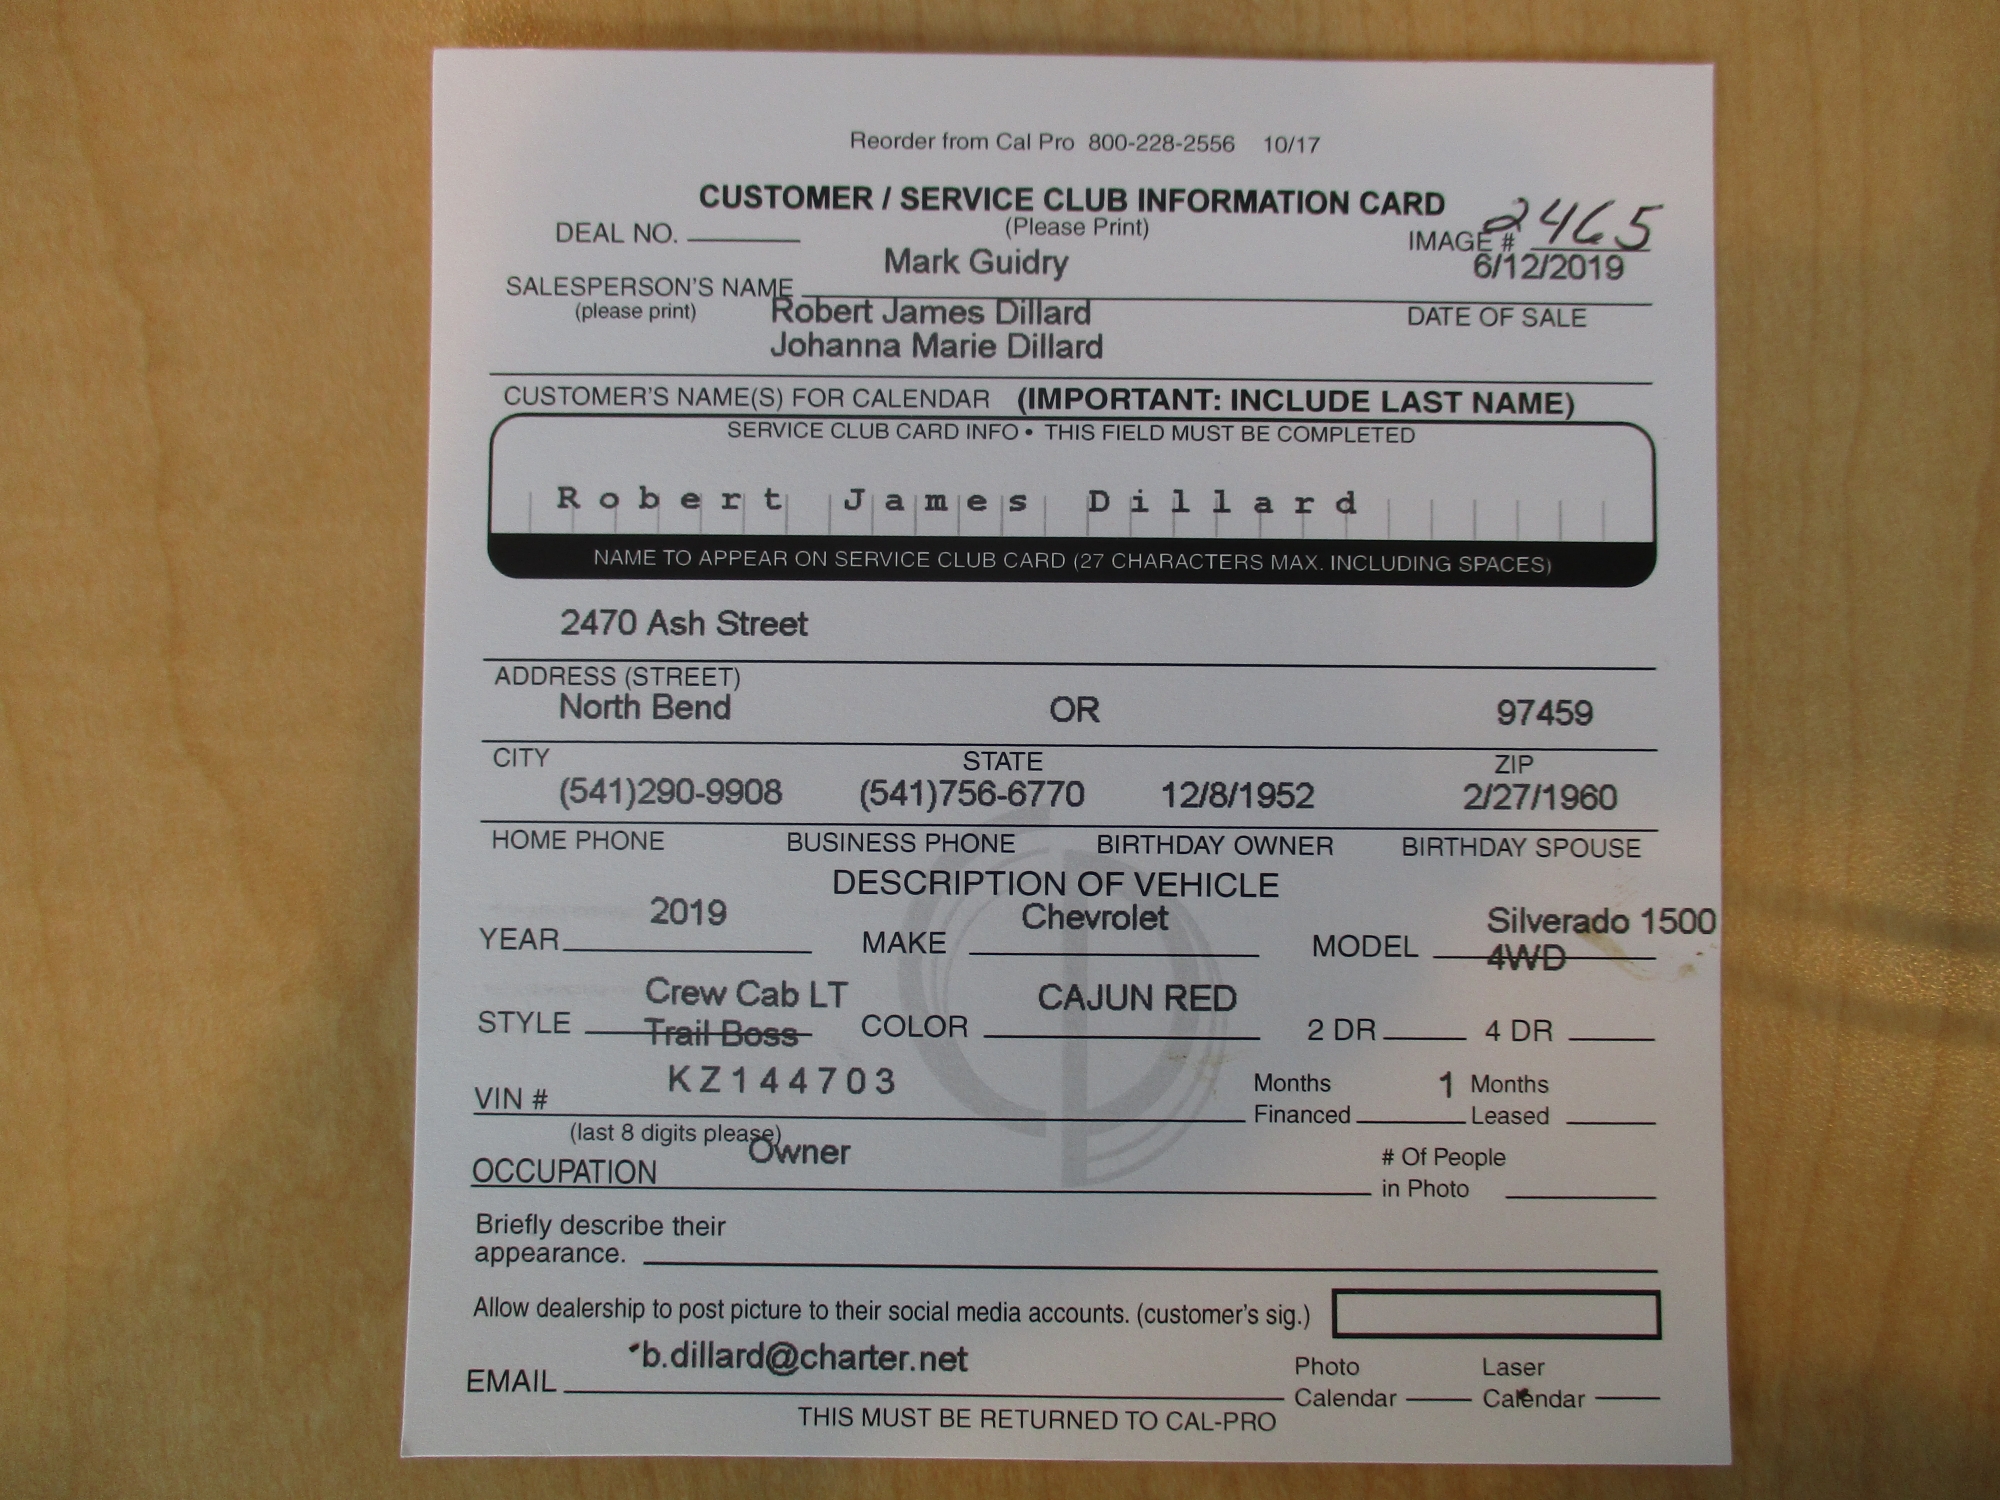 Reorder from Cal Pro 800-228-2556 10/17
CUSTOMER / SERVICE CLUB INFORMATION CARD
(Please Print)
DEAL NO.
IMAGE # 2465
Mark Guidry
6/12/2019
SALESPERSON'S NAME
(please print)
DATE OF SALE
Robert James Dillard
Johanna Marie Dillard
CUSTOMER'S NAME(S) FOR CALENDAR (IMPORTANT: INCLUDE LAST NAME)
SERVICE CLUB CARD INFO • THIS FIELD MUST BE COMPLETED
Robert James Dillard
NAME TO APPEAR ON SERVICE CLUB CARD (27 CHARACTERS MAX. INCLUDING SPACES)
2470 Ash Street
ADDRESS (STREET)
North Bend OR 97459
CITY STATE ZIP
(541)290-9908 (541)756-6770 12/8/1952 2/27/1960
HOME PHONE BUSINESS PHONE BIRTHDAY OWNER BIRTHDAY SPOUSE
DESCRIPTION OF VEHICLE
2019 Chevrolet Silverado 1500
YEAR MAKE MODEL 4WD
Crew Cab LT CAJUN RED
STYLE Trail Boss COLOR 2 DR 4 DR
VIN # KZ144703
Months Financed 1 Months Leased
(last 8 digits please)
OCCUPATION Owner
# Of People
in Photo
Briefly describe their
appearance.
Allow dealership to post picture to their social media accounts. (customer's sig.)
EMAIL b.dillard@charter.net
Photo Calendar Laser Calendar
THIS MUST BE RETURNED TO CAL-PRO